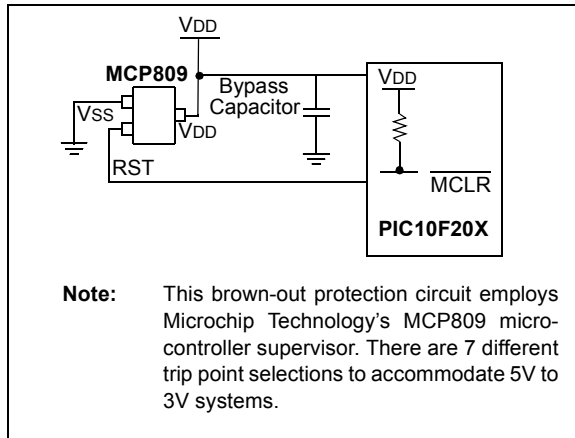 VDD
MCP809
Bypass
Capacitor
VDD
VSS
VDD
RST
MCLR
PIC10F20X
Note: This brown-out protection circuit employs
Microchip Technology's MCP809 micro-
controller supervisor. There are 7 different
trip point selections to accommodate 5V to
3V systems.